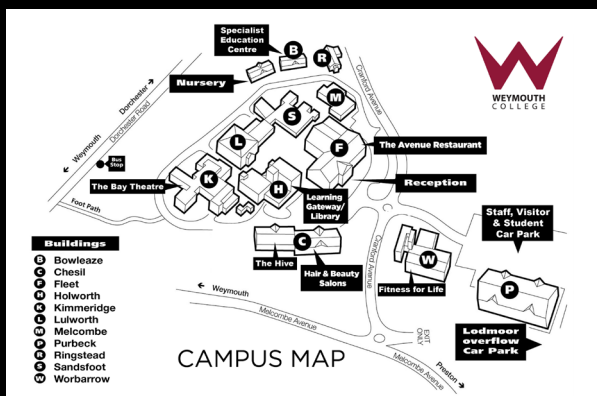 Specialist
Education
Centre
B
R
Nursery
M
Cranford Avenue
WEYMOUTH
COLLEGE
Dorchester
Dorchester Road
Weymouth
S
L
F
The Avenue Restaurant
Bus
Stop
K
The Bay Theatre
H
Reception
Learning
Gateway/
Library
Foot Path
Staff, Visitor
& Student
Car Park
C
The Hive
Hair & Beauty
Salons
Cranford Avenue
W
Fitness for Life
P
Buildings
B Bowleaze
C Chesil
F Fleet
H Holworth
K Kimmeridge
L Lulworth
M Melcombe
P Purbeck
R Ringstead
S Sandsfoot
W Worbarrow
Weymouth
Melcombe Avenue
EXIT
ONLY
Lodmoor
overflow
Car Park
Melcombe Avenue
Preston
CAMPUS MAP